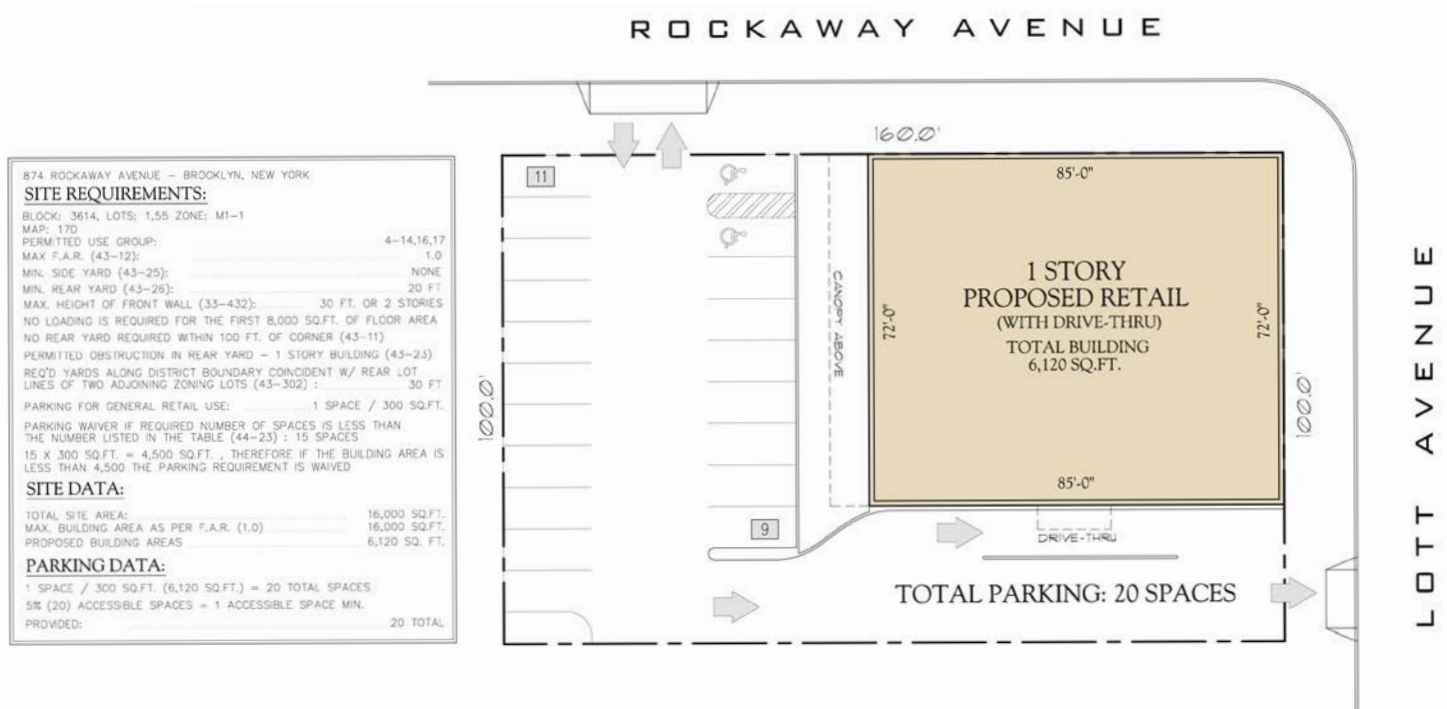 ROCKAWAY AVENUE
160.0'
874 ROCKAWAY AVENUE - BROOKLYN, NEW YORK
SITE REQUIREMENTS:
BLOCK: 3614, LOTS: 1,55 ZONE: M1-1
MAP: 17D
PERMITTED USE GROUP: 4-14,16,17
MAX F.A.R. (43-12): 1.0
MIN. SIDE YARD (43-25): NONE
MIN. REAR YARD (43-26): 20 FT
MAX. HEIGHT OF FRONT WALL (33-432): 30 FT. OR 2 STORIES
NO LOADING IS REQUIRED FOR THE FIRST 8,000 SQ.FT. OF FLOOR AREA
NO REAR YARD REQUIRED WITHIN 100 FT. OF CORNER (43-11)
PERMITTED OBSTRUCTION IN REAR YARD - 1 STORY BUILDING (43-23)
REQ'D YARDS ALONG DISTRICT BOUNDARY COINCIDENT W/ REAR LOT
LINES OF TWO ADJOINING ZONING LOTS (43-302) : 30 FT
PARKING FOR GENERAL RETAIL USE: 1 SPACE / 300 SQ.FT.
PARKING WAIVER IF REQUIRED NUMBER OF SPACES IS LESS THAN
THE NUMBER LISTED IN THE TABLE (44-23) : 15 SPACES
15 X 300 SQ.FT. = 4,500 SQ.FT. , THEREFORE IF THE BUILDING AREA IS
LESS THAN 4,500 THE PARKING REQUIREMENT IS WAIVED
SITE DATA:
TOTAL SITE AREA: 16,000 SQ.FT.
MAX. BUILDING AREA AS PER F.A.R. (1.0) 16,000 SQ.FT.
PROPOSED BUILDING AREAS 6,120 SQ. FT.
PARKING DATA:
1 SPACE / 300 SQ.FT. (6,120 SQ.FT.) = 20 TOTAL SPACES
5% (20) ACCESSIBLE SPACES = 1 ACCESSIBLE SPACE MIN.
PROVIDED: 20 TOTAL
100.0'
11
9
CANOPY ABOVE
85'-0"
72'-0"
1 STORY
PROPOSED RETAIL
(WITH DRIVE-THRU)
TOTAL BUILDING
6,120 SQ.FT.
72'-0"
85'-0"
100.0'
DRIVE-THRU
TOTAL PARKING: 20 SPACES
LOTT AVENUE